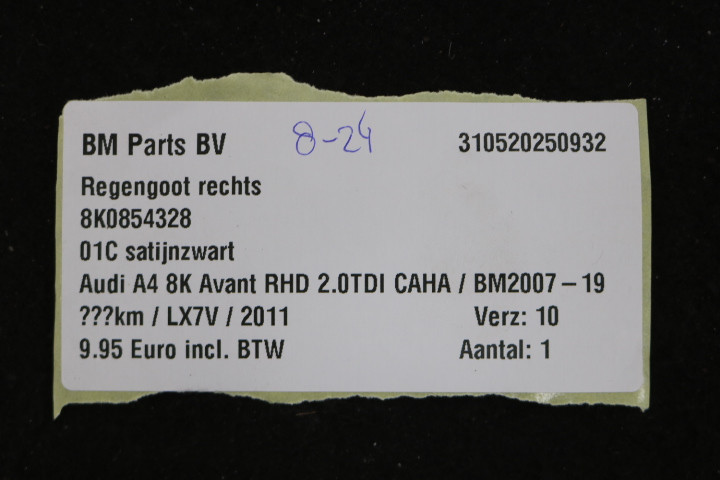 BM Parts BV 8-24 310520250932
Regengoot rechts
8K0854328
01C satijnzwart
Audi A4 8K Avant RHD 2.0TDI CAHA / BM2007 – 19
???km / LX7V / 2011 Verz: 10
9.95 Euro incl. BTW Aantal: 1